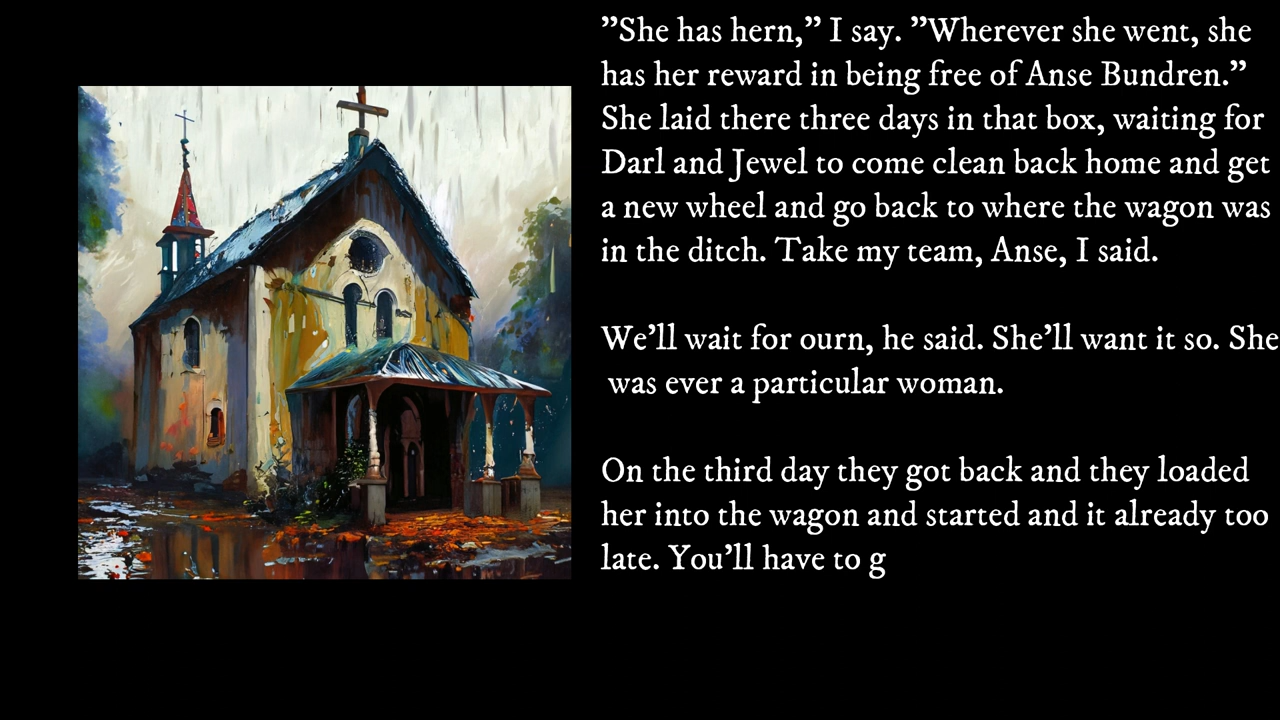 ”She has hern,” I say. ”Wherever she went, she
has her reward in being free of Anse Bundren.”
She laid there three days in that box, waiting for
Darl and Jewel to come clean back home and get
a new wheel and go back to where the wagon was
in the ditch. Take my team, Anse, I said.
We’ll wait for ourn, he said. She’ll want it so. She
was ever a particular woman.
On the third day they got back and they loaded
her into the wagon and started and it already too
late. You’ll have to g